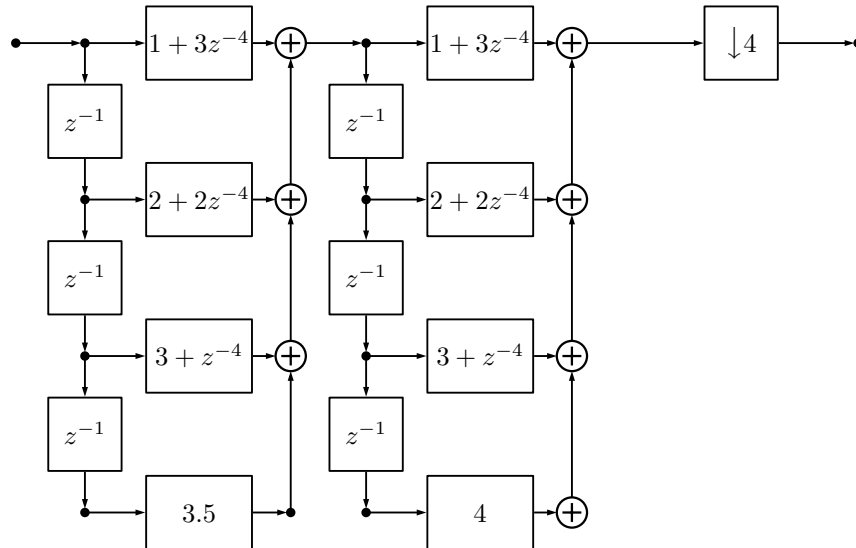 1 + 3z⁻⁴ 1 + 3z⁻⁴ ↓4
z⁻¹ z⁻¹
2 + 2z⁻⁴ 2 + 2z⁻⁴
z⁻¹ z⁻¹
3 + z⁻⁴ 3 + z⁻⁴
z⁻¹ z⁻¹
3.5 4